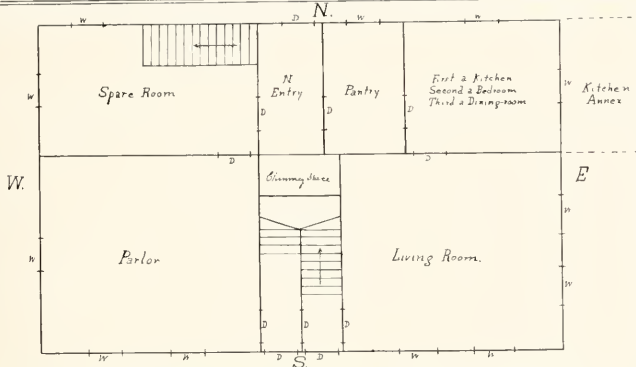 N.
W
D
W
W
Spare Room
N
Entry
Pantry
First a Kitchen
Second a Bedroom
Third a Dining-room
Kitchen
Annex
W
W
D
D
D
D
D
W.
E
Chimney Space
Parlor
Living Room.
W
W
W
D
D
D
W
W
D
D
W
S.